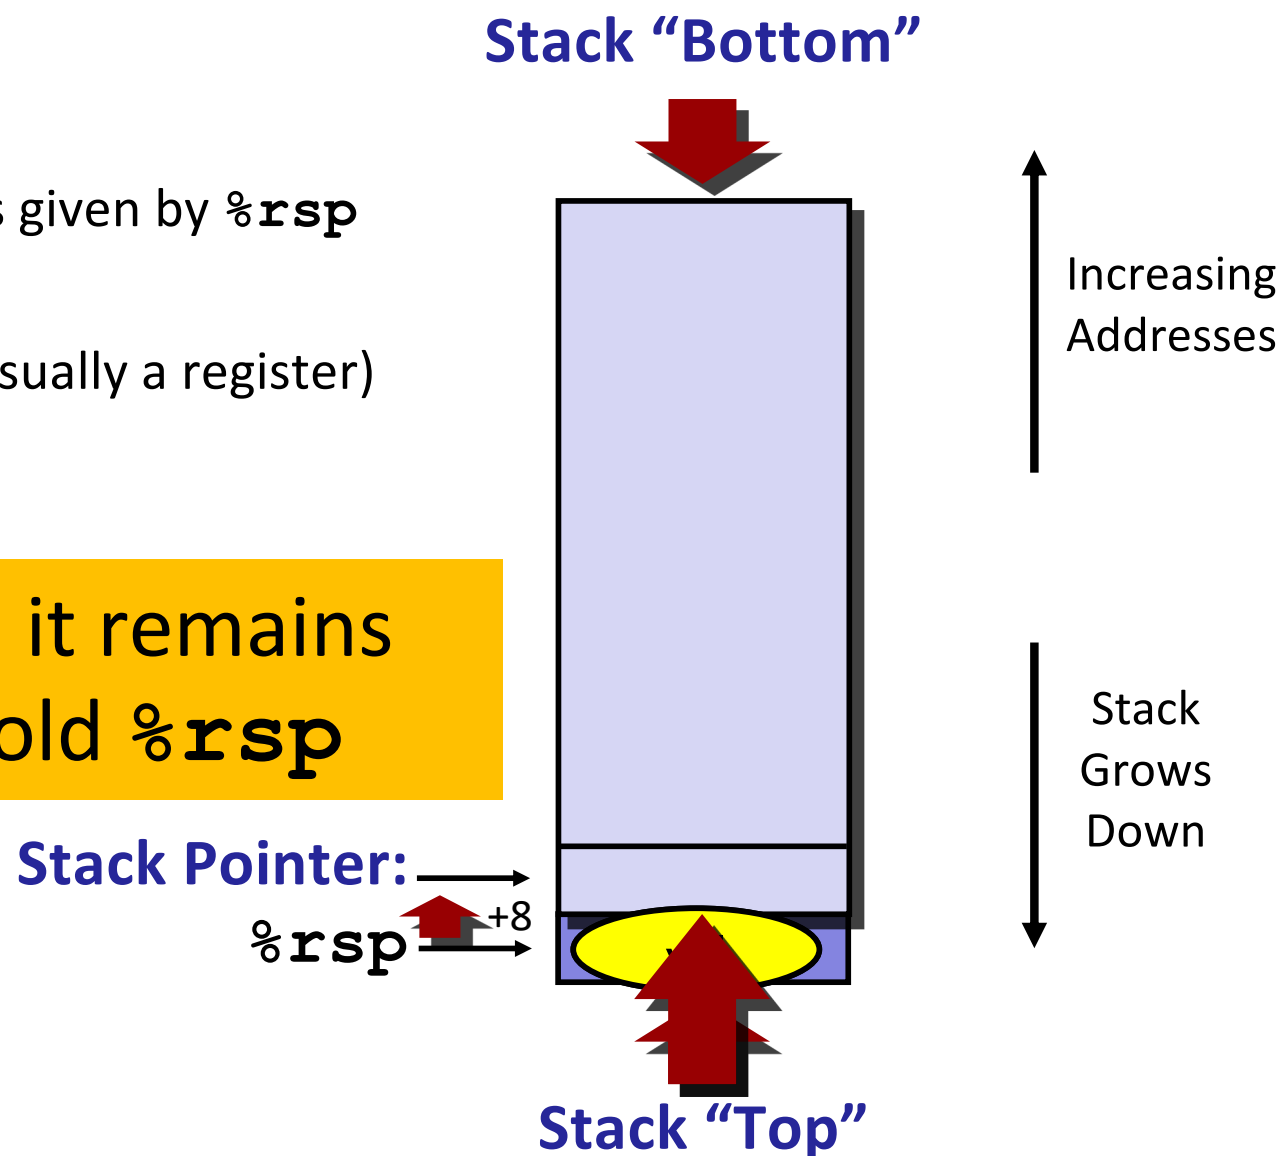 Stack “Bottom”
given by %rsp
Increasing
Addresses
a register)
it remains
old %rsp
Stack
Grows
Down
Stack Pointer:
+8
%rsp
Stack “Top”